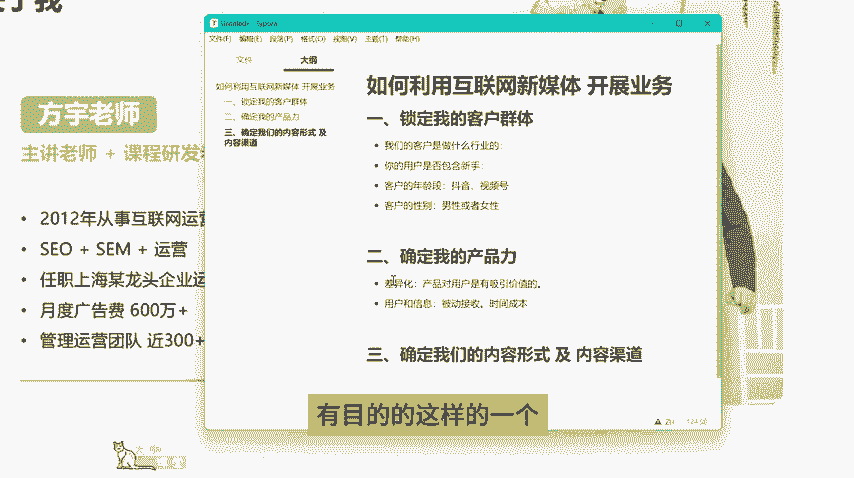 于我
方宇老师
主讲老师 + 课程研发
• 2012年从事互联网运营
• SEO + SEM + 运营
• 任职上海某龙头企业运
• 月度广告费 600万+
• 管理运营团队 近300+
文件(F) 编辑(E) 段落(P) 格式(O) 视图(V) 主题(T) 帮助(H)
文件 大纲
如何利用互联网新媒体 开展业务
一、锁定我的客户群体
二、确定我的产品力
三、确定我们的内容形式 及
内容渠道
如何利用互联网新媒体 开展业务
一、锁定我的客户群体
• 我们的客户是做什么行业的:
• 你的用户是否包含新手:
• 客户的年龄段：抖音、视频号
• 客户的性别：男性或者女性
二、确定我的产品力
• 差异化：产品对用户是有吸引价值的。
• 用户和信息：被动接收。时间成本
三、确定我们的内容形式 及 内容渠道
有目的的这样的一个